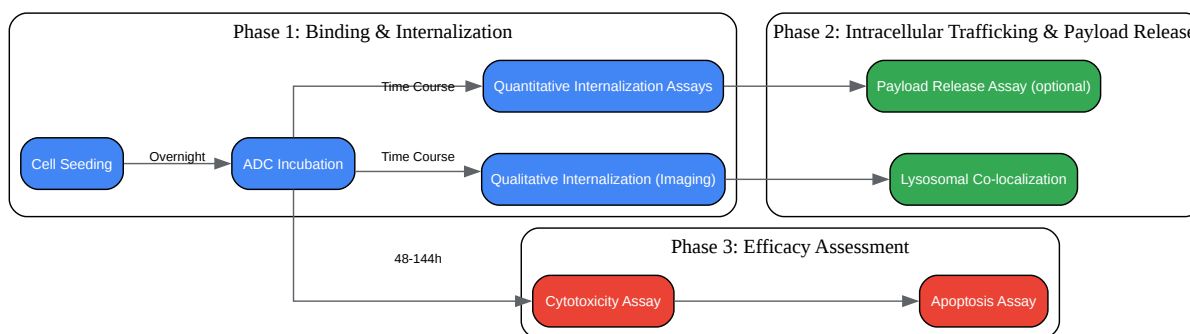 Phase 1: Binding & Internalization
Phase 2: Intracellular Trafficking & Payload Release
Time Course
Quantitative Internalization Assays
Payload Release Assay (optional)
Cell Seeding
Overnight
ADC Incubation
Time Course
Qualitative Internalization (Imaging)
Lysosomal Co-localization
Phase 3: Efficacy Assessment
48-144h
Cytotoxicity Assay
Apoptosis Assay